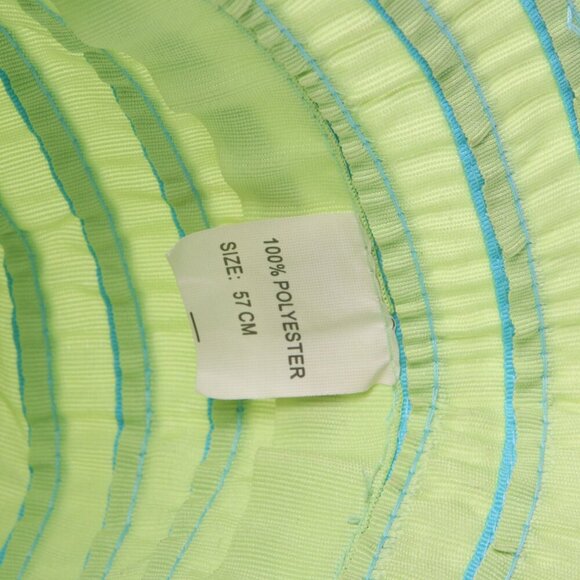 100% POLYESTER
SIZE: 57 CM